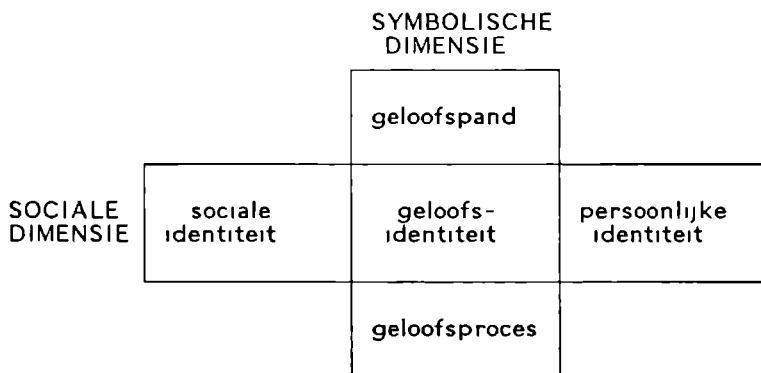 SYMBOLISCHE
DIMENSIE
geloofspand
SOCIALE
DIMENSIE
sociale
identiteit
geloofs-
identiteit
persoonlijke
identiteit
geloofsproces